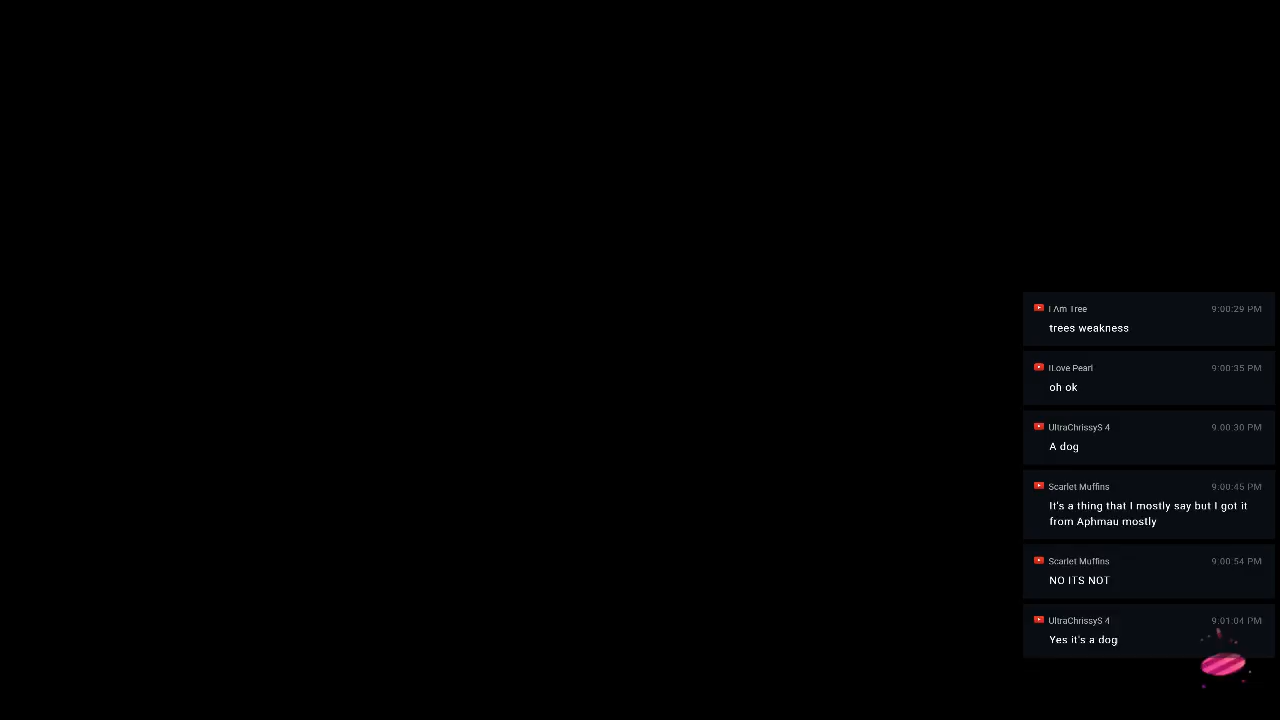 I Am Tree 9:00:29 PM
trees weakness
ILove Pearl 9:00:35 PM
oh ok
UltraChrissyS 4 9:00:30 PM
A dog
Scarlet Muffins 9:00:45 PM
It's a thing that I mostly say but I got it
from Aphmau mostly
Scarlet Muffins 9:00:54 PM
NO ITS NOT
UltraChrissyS 4 9:01:04 PM
Yes it's a dog